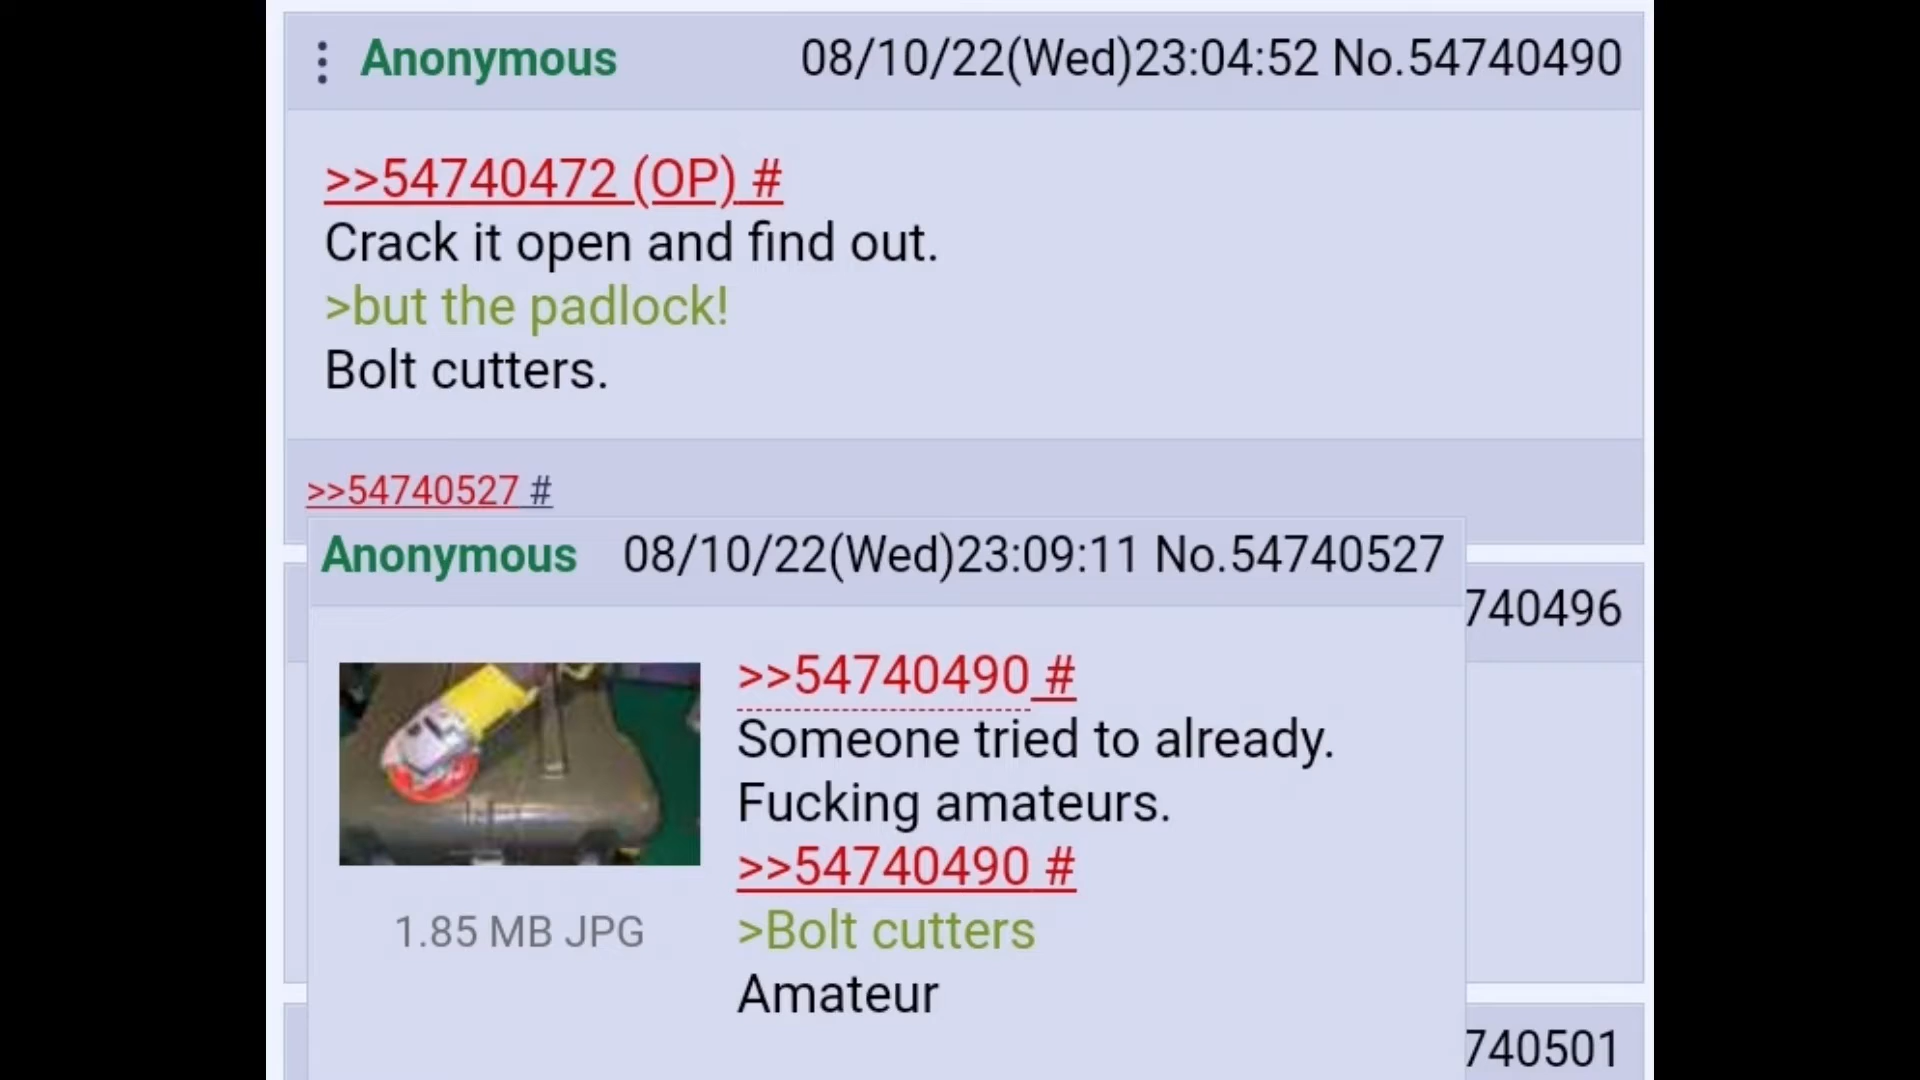 Anonymous 08/10/22(Wed)23:04:52 No.54740490
>>54740472 (OP) #
Crack it open and find out.
>but the padlock!
Bolt cutters.
>>54740527 #
Anonymous 08/10/22(Wed)23:09:11 No.54740527
740496
>>54740490 #
Someone tried to already.
Fucking amateurs.
>>54740490 #
>Bolt cutters
1.85 MB JPG
Amateur
740501